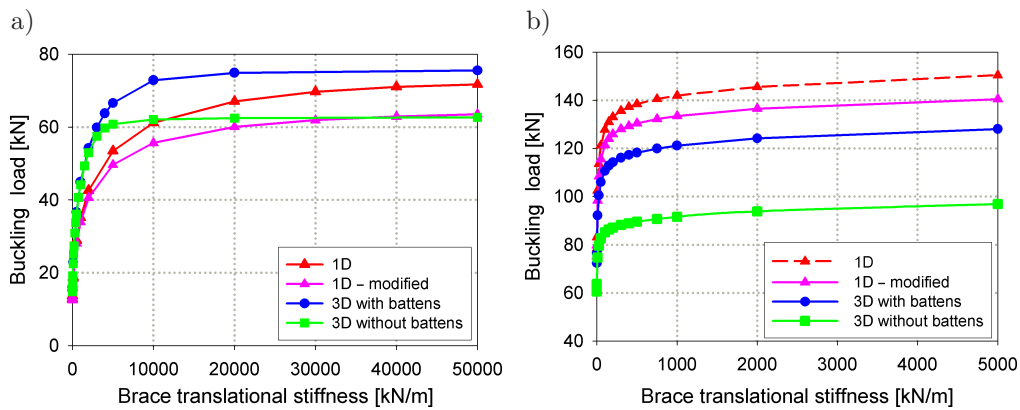 a)
80
60
40
20
0
Buckling load [kN]
1D
1D – modified
3D with battens
3D without battens
0 10000 20000 30000 40000 50000
Brace translational stiffness [kN/m]
b)
160
140
120
100
80
60
40
Buckling load [kN]
1D
1D – modified
3D with battens
3D without battens
0 1000 2000 3000 4000 5000
Brace translational stiffness [kN/m]